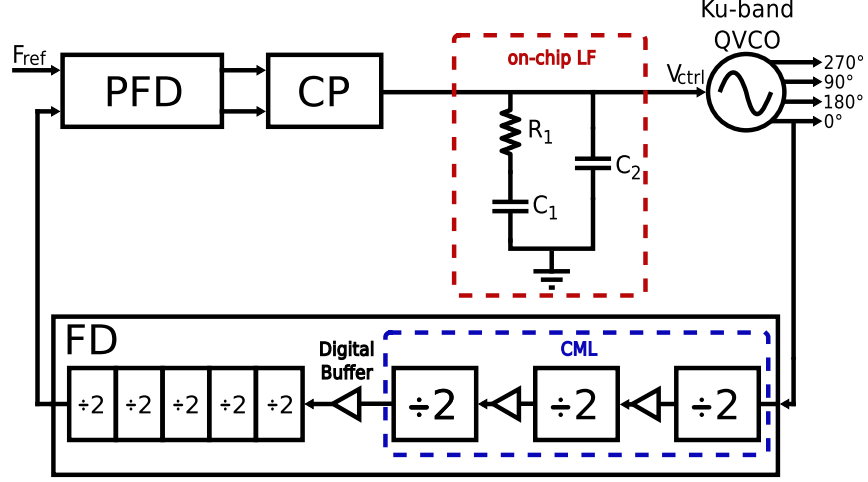 Ku-band
QVCO
F_ref
PFD
CP
on-chip LF
V_ctrl
270°
90°
180°
0°
R_1
C_1
C_2
FD
Digital
Buffer
CML
÷2 ÷2 ÷2 ÷2 ÷2 ÷2 ÷2 ÷2